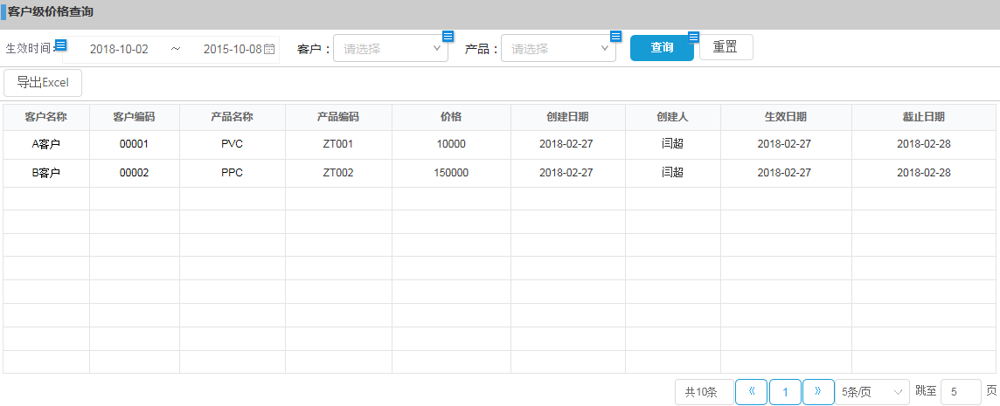 客户级价格查询
生效时间： 2018-10-02 ~ 2015-10-08 客户： 请选择 产品： 请选择 查询 重置
导出Excel
客户名称 客户编码 产品名称 产品编码 价格 创建日期 创建人 生效日期 截止日期
A客户 00001 PVC ZT001 10000 2018-02-27 闫超 2018-02-27 2018-02-28
B客户 00002 PPC ZT002 150000 2018-02-27 闫超 2018-02-27 2018-02-28
共10条 « 1 » 5条/页 跳至 5 页